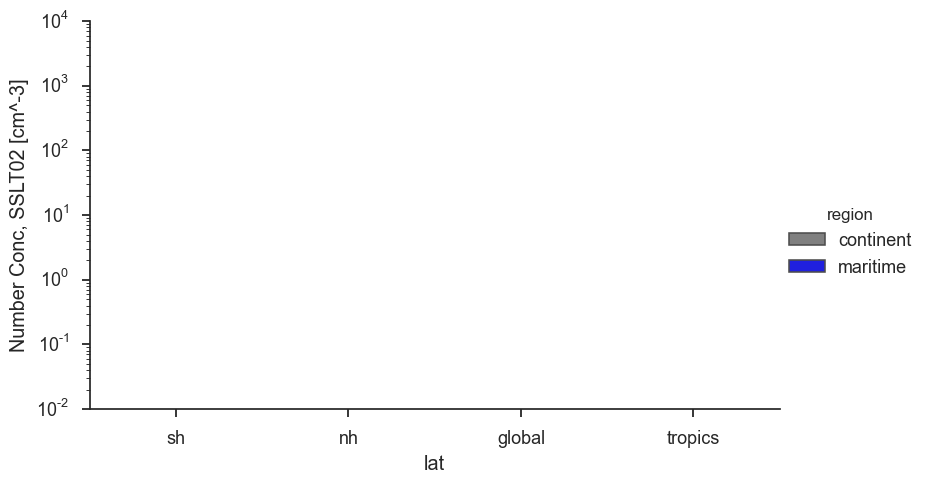 10^4
10^3
10^2
10^1
10^0
10^-1
10^-2
Number Conc, SSLT02 [cm^-3]
sh nh global tropics
lat
region
continent
maritime